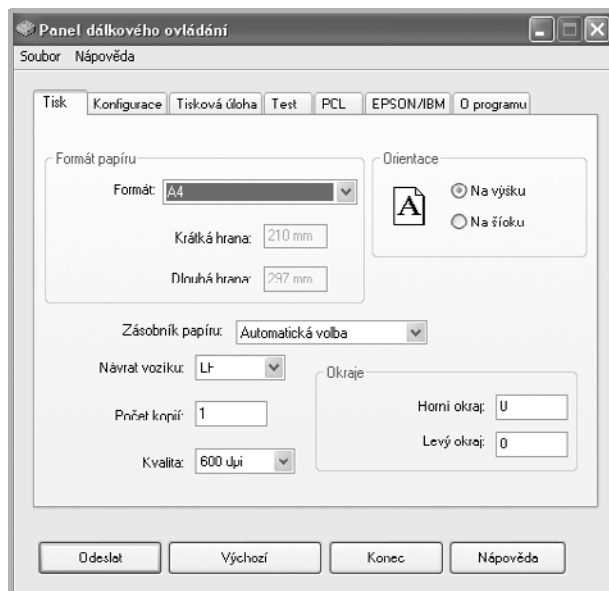 Panel dálkového ovládání
Soubor Nápověda
Tisk Konfigurace Tisková úloha Test PCL EPSON/IBM O programu
Formát papíru
Formát: A4
Krátká hrana: 210 mm
Dlouhá hrana: 297 mm
Orientace
A
Na výšku
Na šířku
Zásobník papíru: Automatická volba
Návrat vozíku: LF
Počet kopií: 1
Kvalita: 600 dpi
Okraje
Horní okraj: 0
Levý okraj: 0
Odeslat Výchozí Konec Nápověda